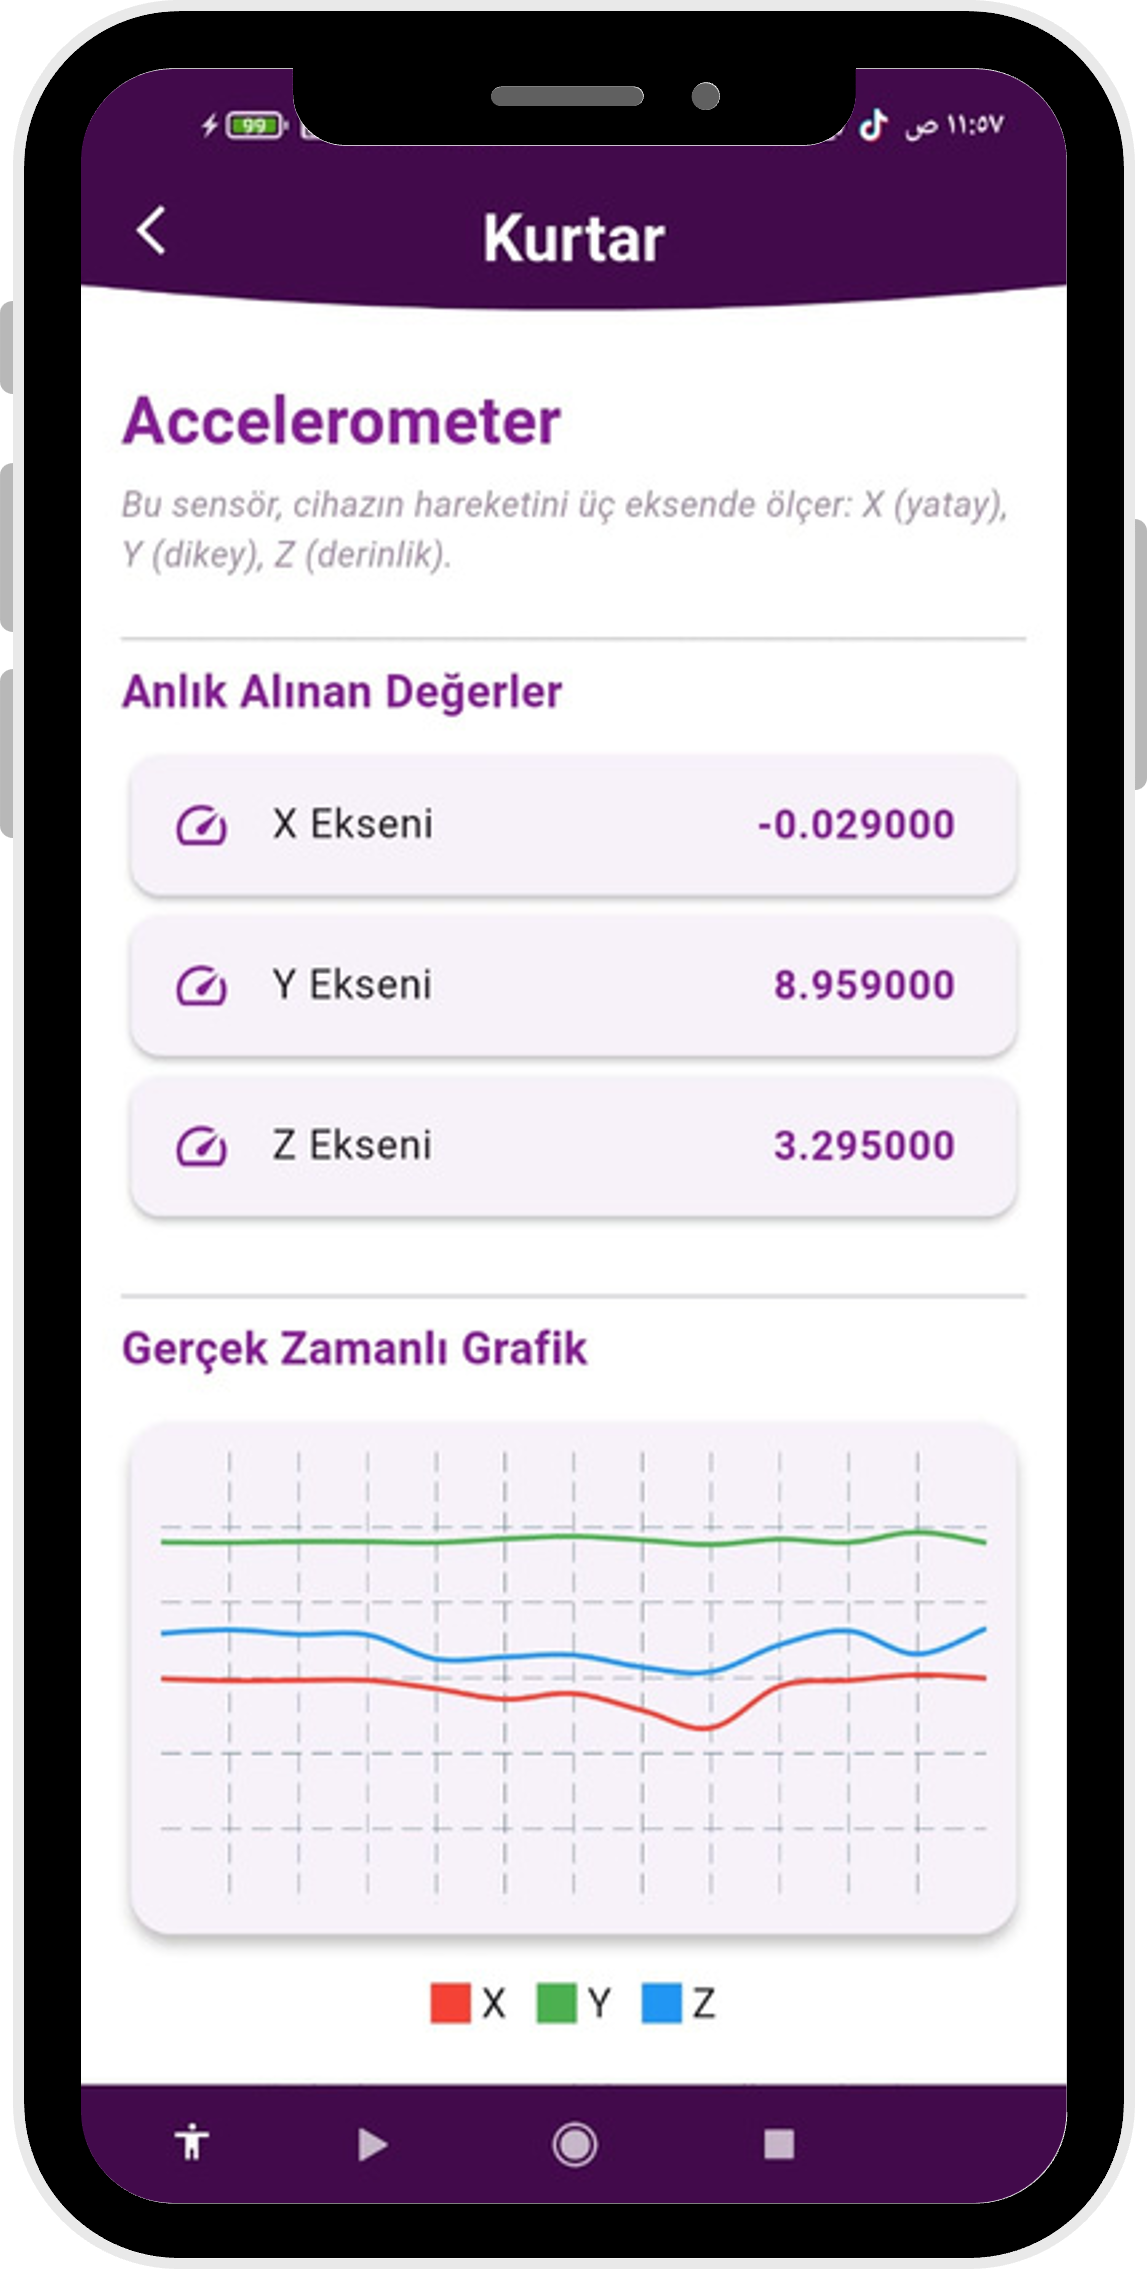 99
١١:٥٧ ص
Kurtar
Accelerometer
Bu sensör, cihazın hareketini üç eksende ölçer: X (yatay),
Y (dikey), Z (derinlik).
Anlık Alınan Değerler
X Ekseni -0.029000
Y Ekseni 8.959000
Z Ekseni 3.295000
Gerçek Zamanlı Grafik
X Y Z